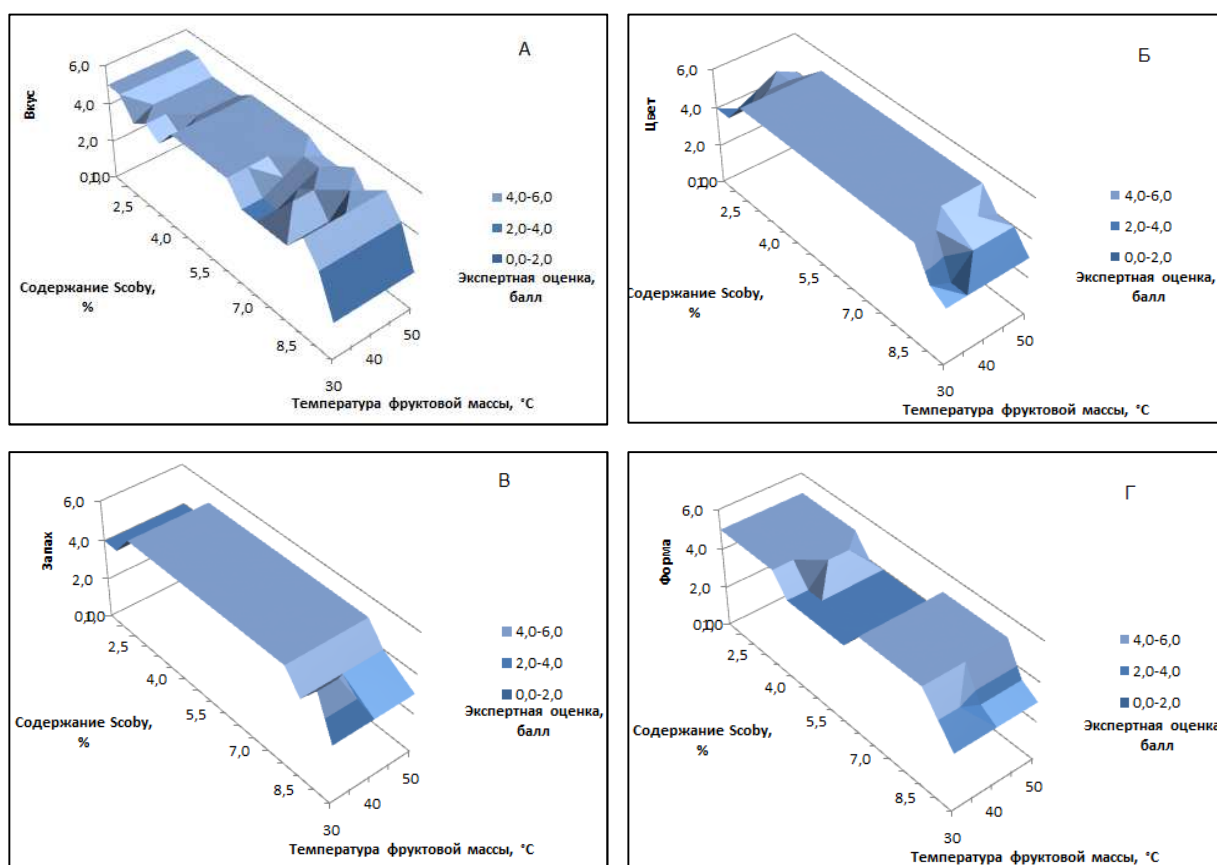 А
6,0
4,0
2,0
0,0
1,0
2,5
4,0
5,5
7,0
8,5
30
40
50
Вкус
Содержание Scoby,
%
Температура фруктовой массы, °С
4,0-6,0
2,0-4,0
0,0-2,0
Экспертная оценка,
балл
Б
6,0
4,0
2,0
0,0
1,0
2,5
4,0
5,5
7,0
8,5
30
40
50
Цвет
Содержание Scoby,
%
Температура фруктовой массы, °С
4,0-6,0
2,0-4,0
0,0-2,0
Экспертная оценка,
балл
В
6,0
4,0
2,0
0,0
1,0
2,5
4,0
5,5
7,0
8,5
30
40
50
Запах
Содержание Scoby,
%
Температура фруктовой массы, °С
4,0-6,0
2,0-4,0
0,0-2,0
Экспертная оценка,
балл
Г
6,0
4,0
2,0
0,0
1,0
2,5
4,0
5,5
7,0
8,5
30
40
50
Форма
Содержание Scoby,
%
Температура фруктовой массы, °С
4,0-6,0
2,0-4,0
0,0-2,0
Экспертная оценка,
балл